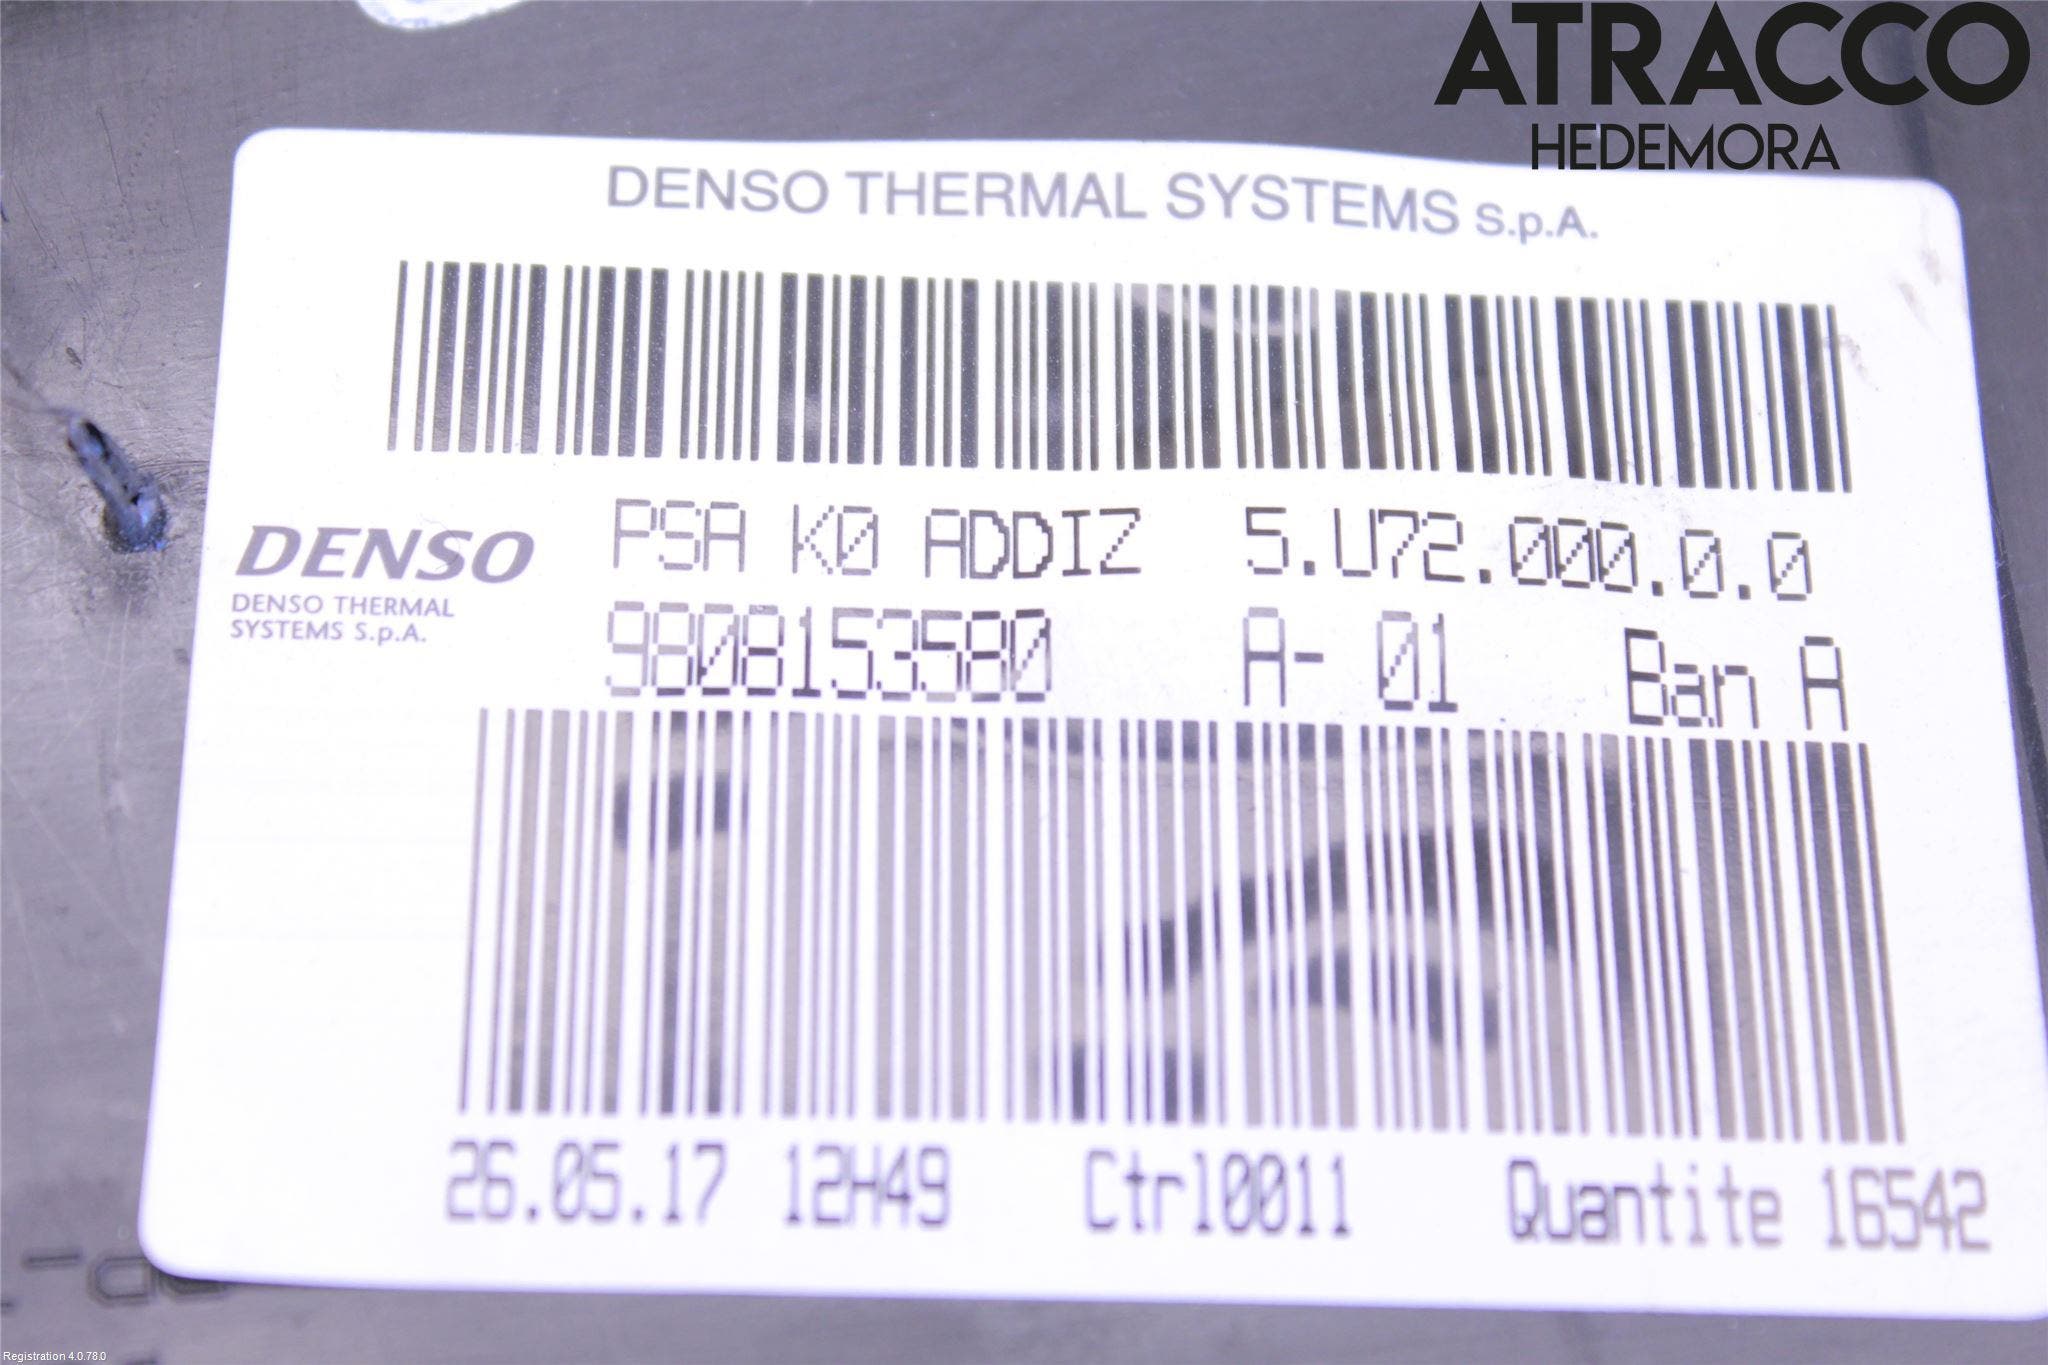 ATRACCO
HEDEMORA
DENSO THERMAL SYSTEMS S.p.A.
DENSO
DENSO THERMAL
SYSTEMS S.p.A.
PSA K0 ADDIZ 5.U72.000.0.0
9808153580 A- 01 Ban A
26.05.17 12H49 Ctrl0011 Quantite 16542
Registration 4.0.78.0